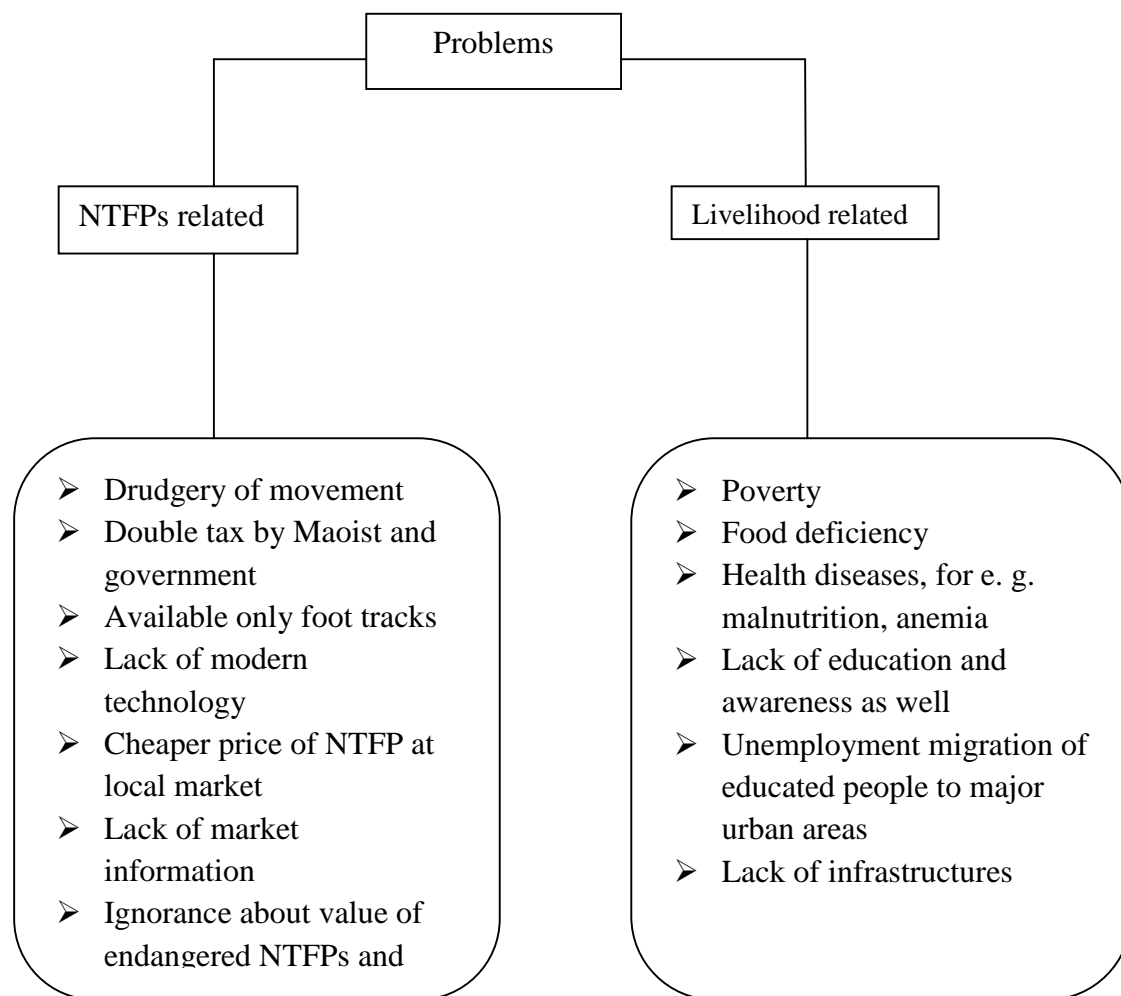 Problems
NTFPs related
Livelihood related
➢ Drudgery of movement
➢ Double tax by Maoist and
government
➢ Available only foot tracks
➢ Lack of modern
technology
➢ Cheaper price of NTFP at
local market
➢ Lack of market
information
➢ Ignorance about value of
endangered NTFPs and
➢ Poverty
➢ Food deficiency
➢ Health diseases, for e. g.
malnutrition, anemia
➢ Lack of education and
awareness as well
➢ Unemployment migration of
educated people to major
urban areas
➢ Lack of infrastructures